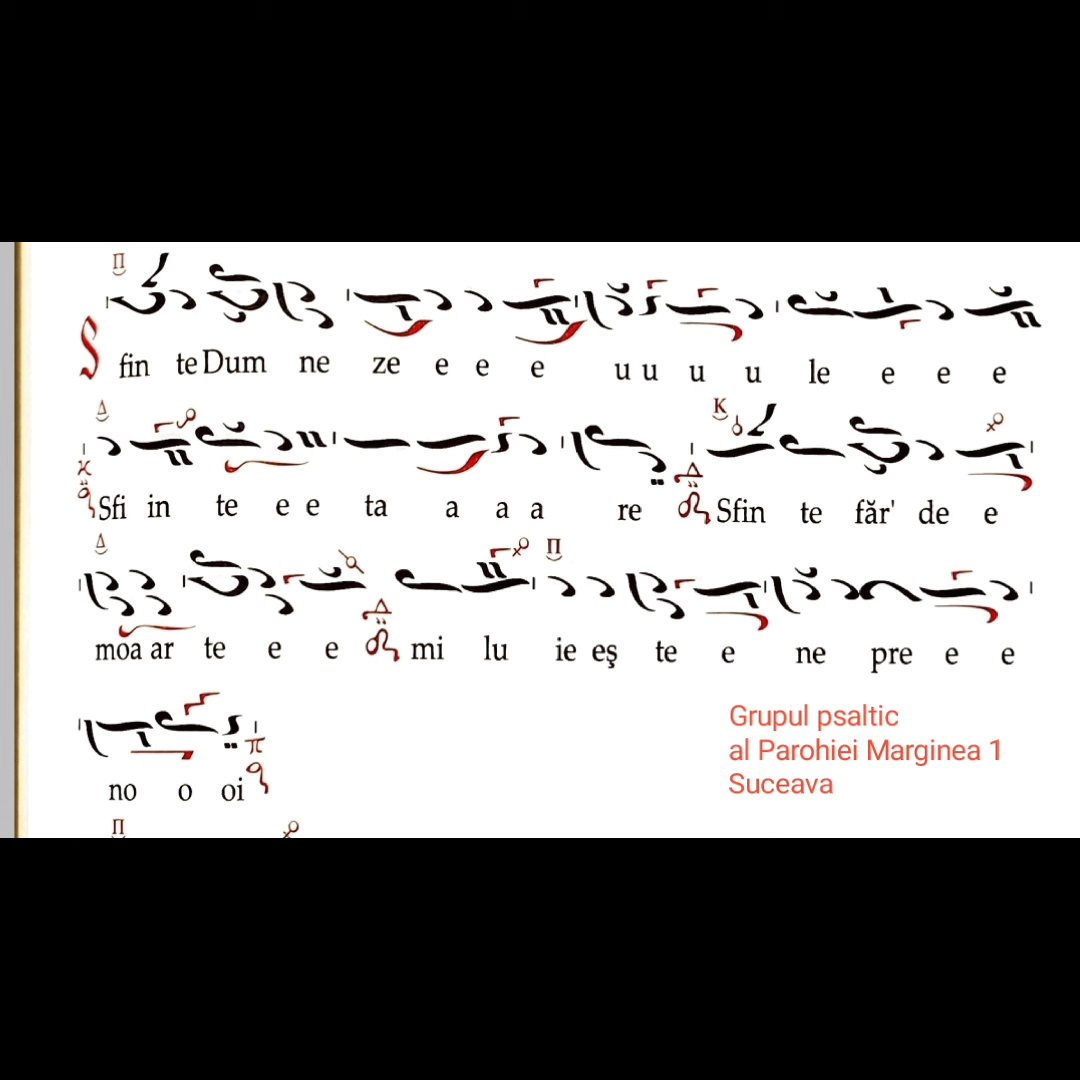 Sfin te Dum ne ze e e e u u u u le e e e
Sfi in te e e ta a a a re Sfin te făr' de e
moa ar te e e mi lu ie eş te e ne pre e e
no o oi
Grupul psaltic
al Parohiei Marginea 1
Suceava